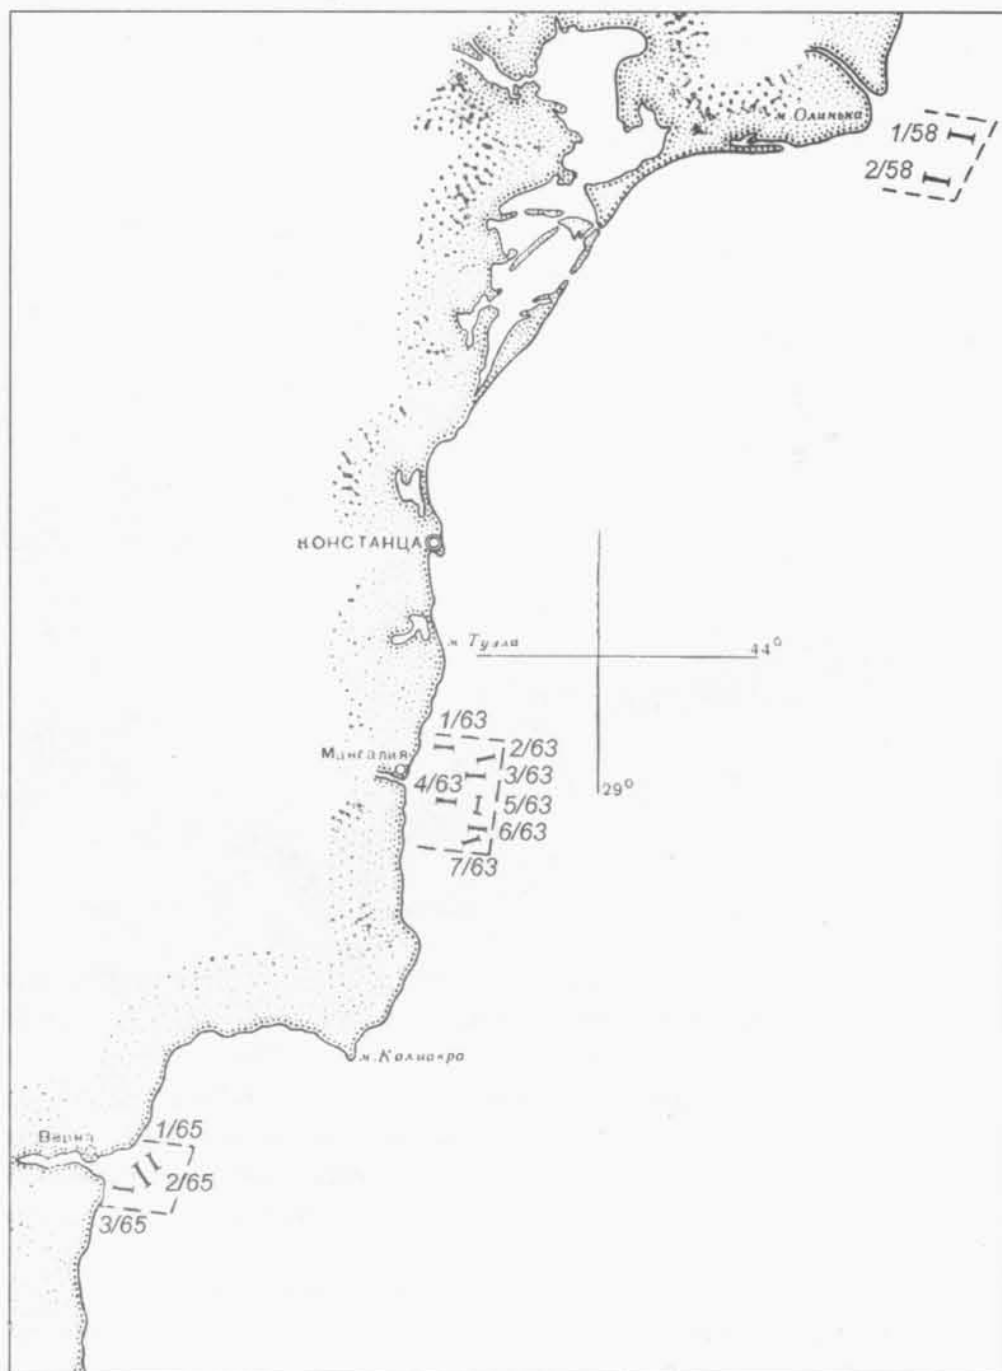 м. Олинька
1/58
2/58
КОНСТАНЦА
м. Тузла
44°
1/63
Мангалия
2/63
4/63
3/63
29°
5/63
6/63
7/63
м. Калиакра
1/65
Варна
2/65
3/65